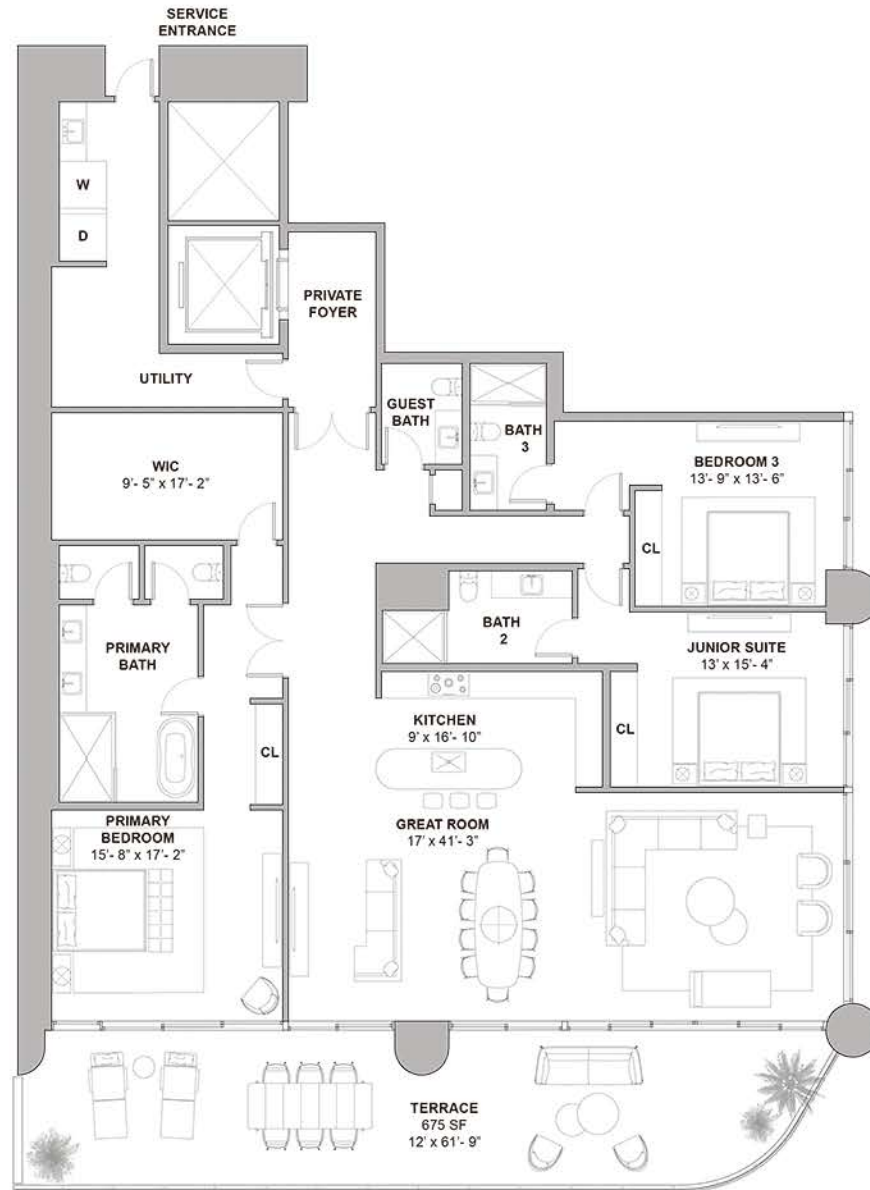 SERVICE
ENTRANCE
W
D
PRIVATE
FOYER
UTILITY
GUEST
BATH
BATH
3
WIC
9'- 5" x 17'- 2"
BEDROOM 3
13'- 9" x 13'- 6"
CL
BATH
2
PRIMARY
BATH
JUNIOR SUITE
13' x 15'- 4"
CL
KITCHEN
9' x 16'- 10"
CL
PRIMARY
BEDROOM
15'- 8" x 17'- 2"
GREAT ROOM
17' x 41'- 3"
TERRACE
675 SF
12' x 61'- 9"